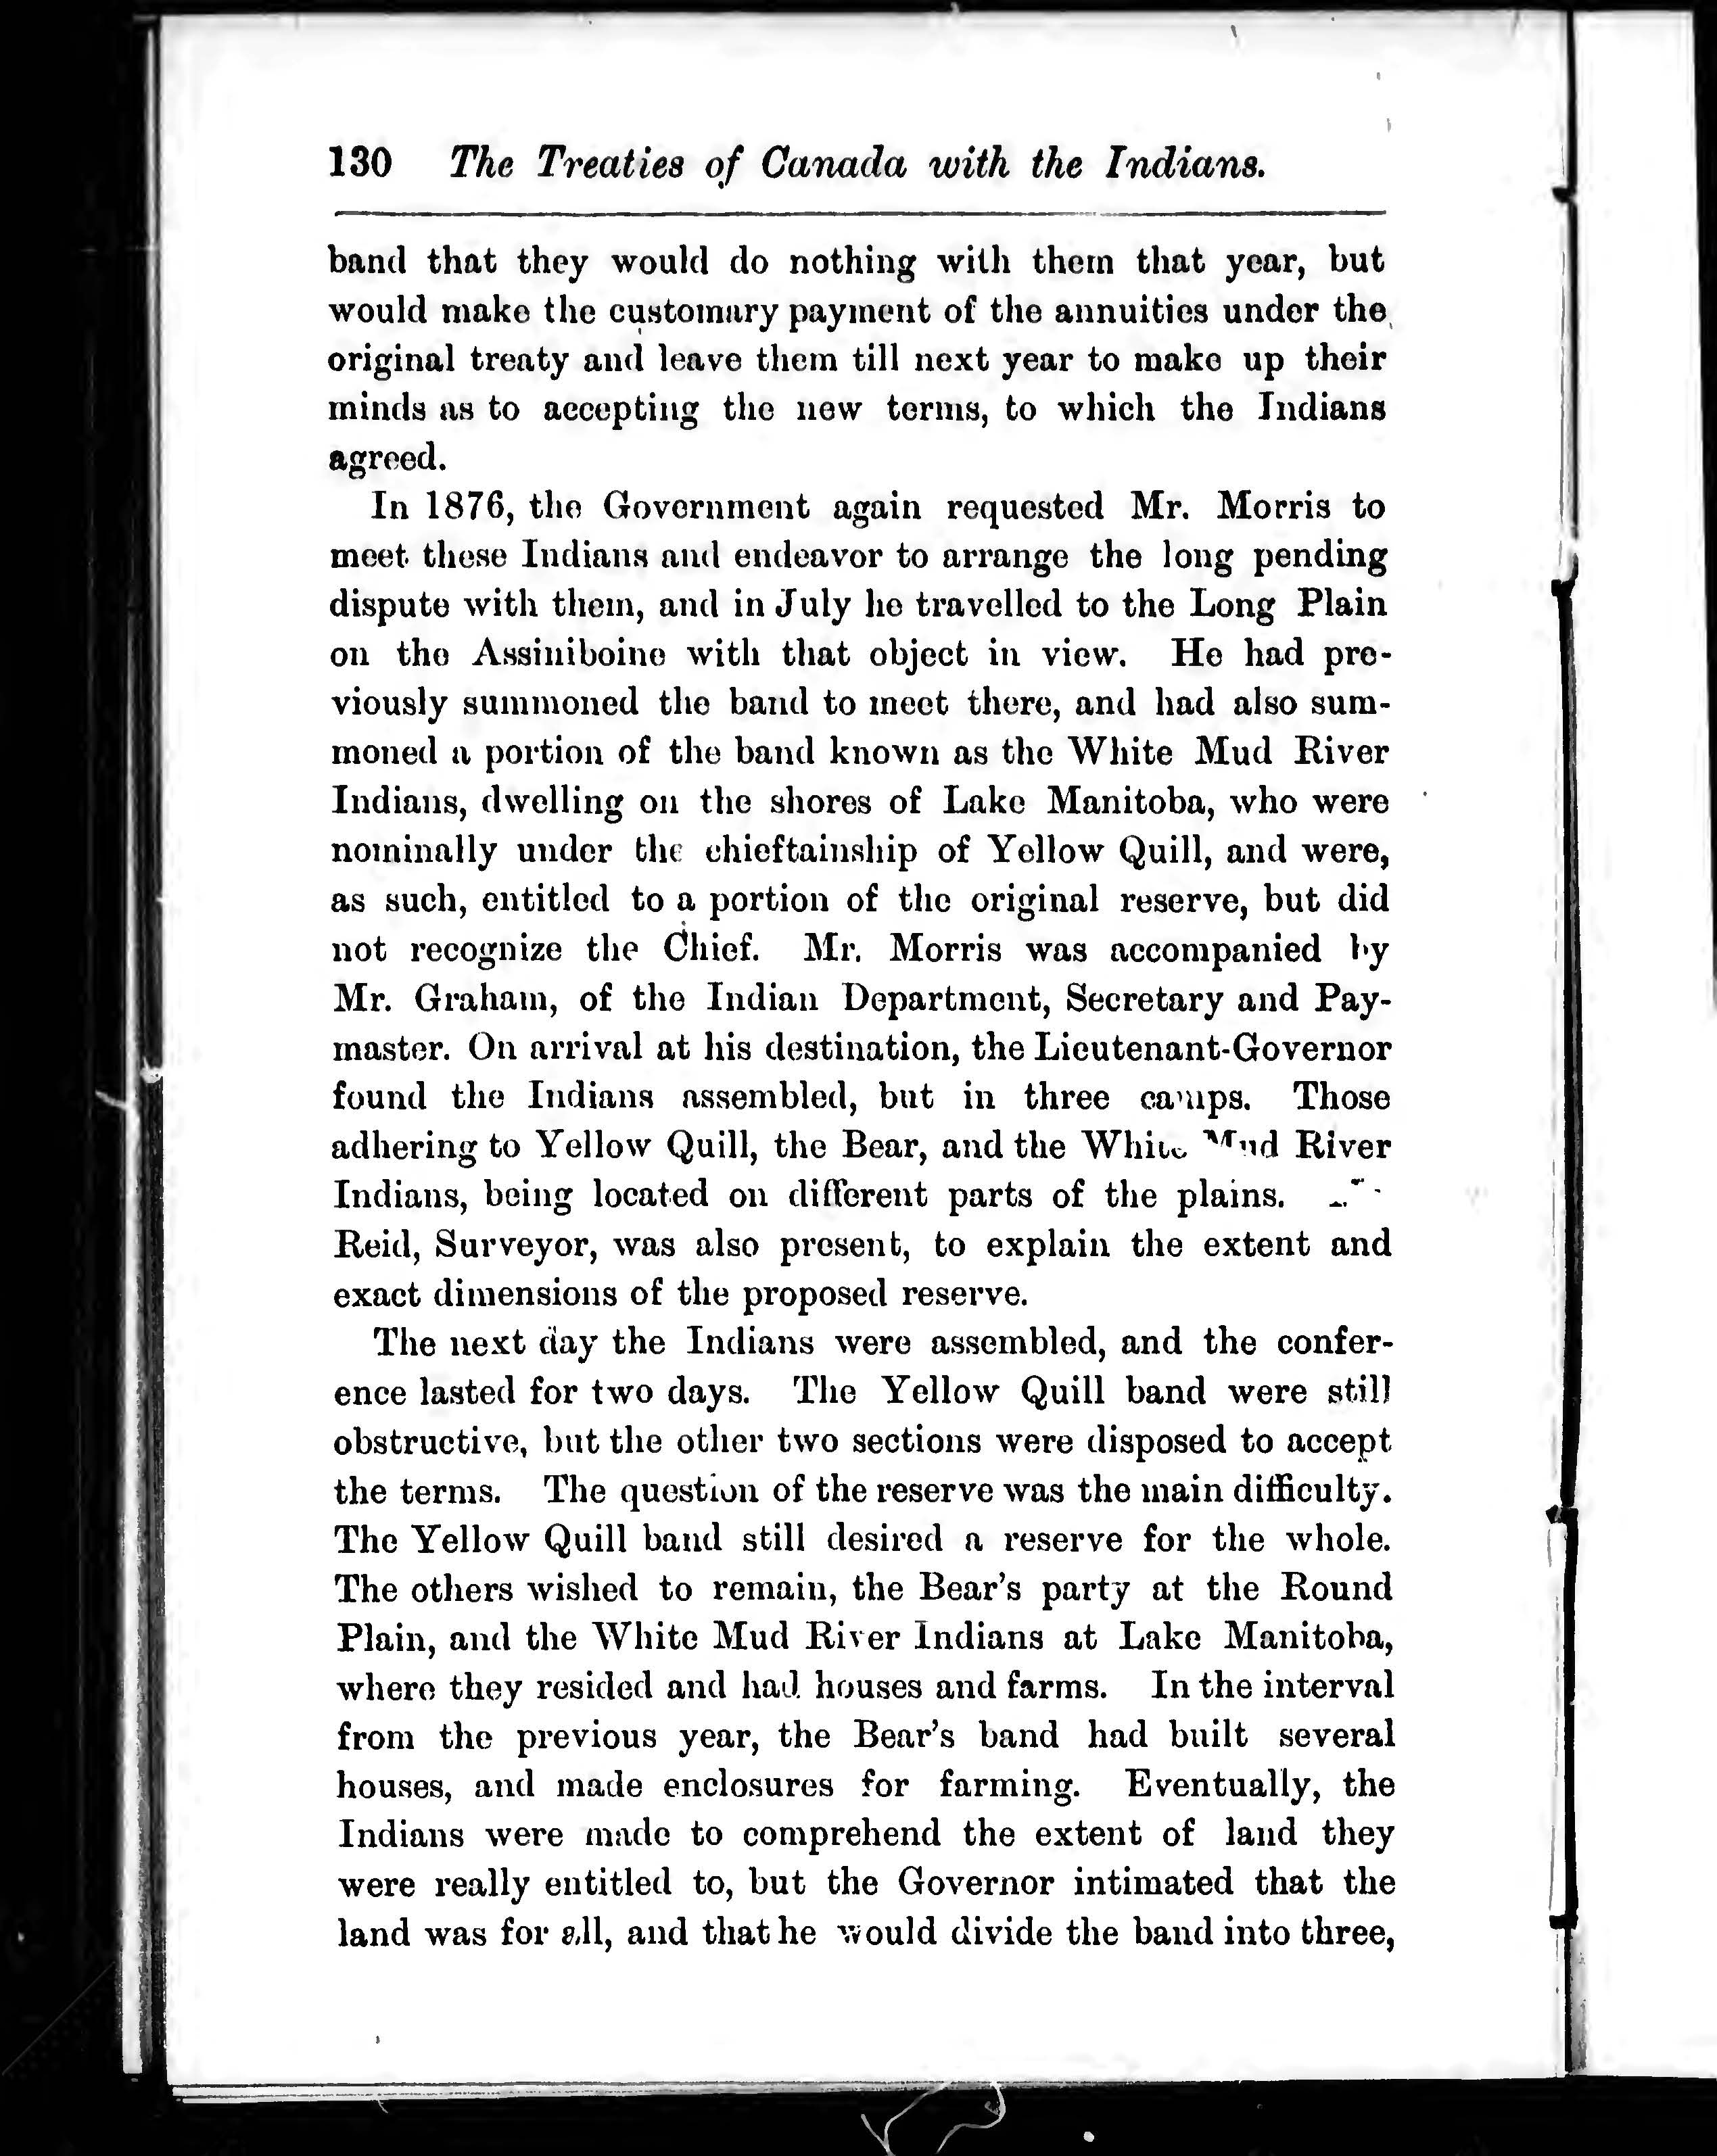 130 The Treaties of Canada with the Indians.
band that they would do nothing with them that year, but
would make the customary payment of the annuities under the
original treaty and leave them till next year to make up their
minds as to accepting the new terms, to which the Indians
agreed.
In 1876, the Government again requested Mr. Morris to
meet these Indians and endeavor to arrange the long pending
dispute with them, and in July he travelled to the Long Plain
on the Assiniboine with that object in view. He had pre-
viously summoned the band to meet there, and had also sum-
moned a portion of the band known as the White Mud River
Indians, dwelling on the shores of Lake Manitoba, who were
nominally under the chieftainship of Yellow Quill, and were,
as such, entitled to a portion of the original reserve, but did
not recognize the Chief. Mr. Morris was accompanied by
Mr. Graham, of the Indian Department, Secretary and Pay-
master. On arrival at his destination, the Lieutenant-Governor
found the Indians assembled, but in three camps. Those
adhering to Yellow Quill, the Bear, and the White Mud River
Indians, being located on different parts of the plains.
Reid, Surveyor, was also present, to explain the extent and
exact dimensions of the proposed reserve.
The next day the Indians were assembled, and the confer-
ence lasted for two days. The Yellow Quill band were still
obstructive, but the other two sections were disposed to accept
the terms. The question of the reserve was the main difficulty.
The Yellow Quill band still desired a reserve for the whole.
The others wished to remain, the Bear's party at the Round
Plain, and the White Mud River Indians at Lake Manitoba,
where they resided and had houses and farms. In the interval
from the previous year, the Bear's band had built several
houses, and made enclosures for farming. Eventually, the
Indians were made to comprehend the extent of land they
were really entitled to, but the Governor intimated that the
land was for all, and that he would divide the band into three,